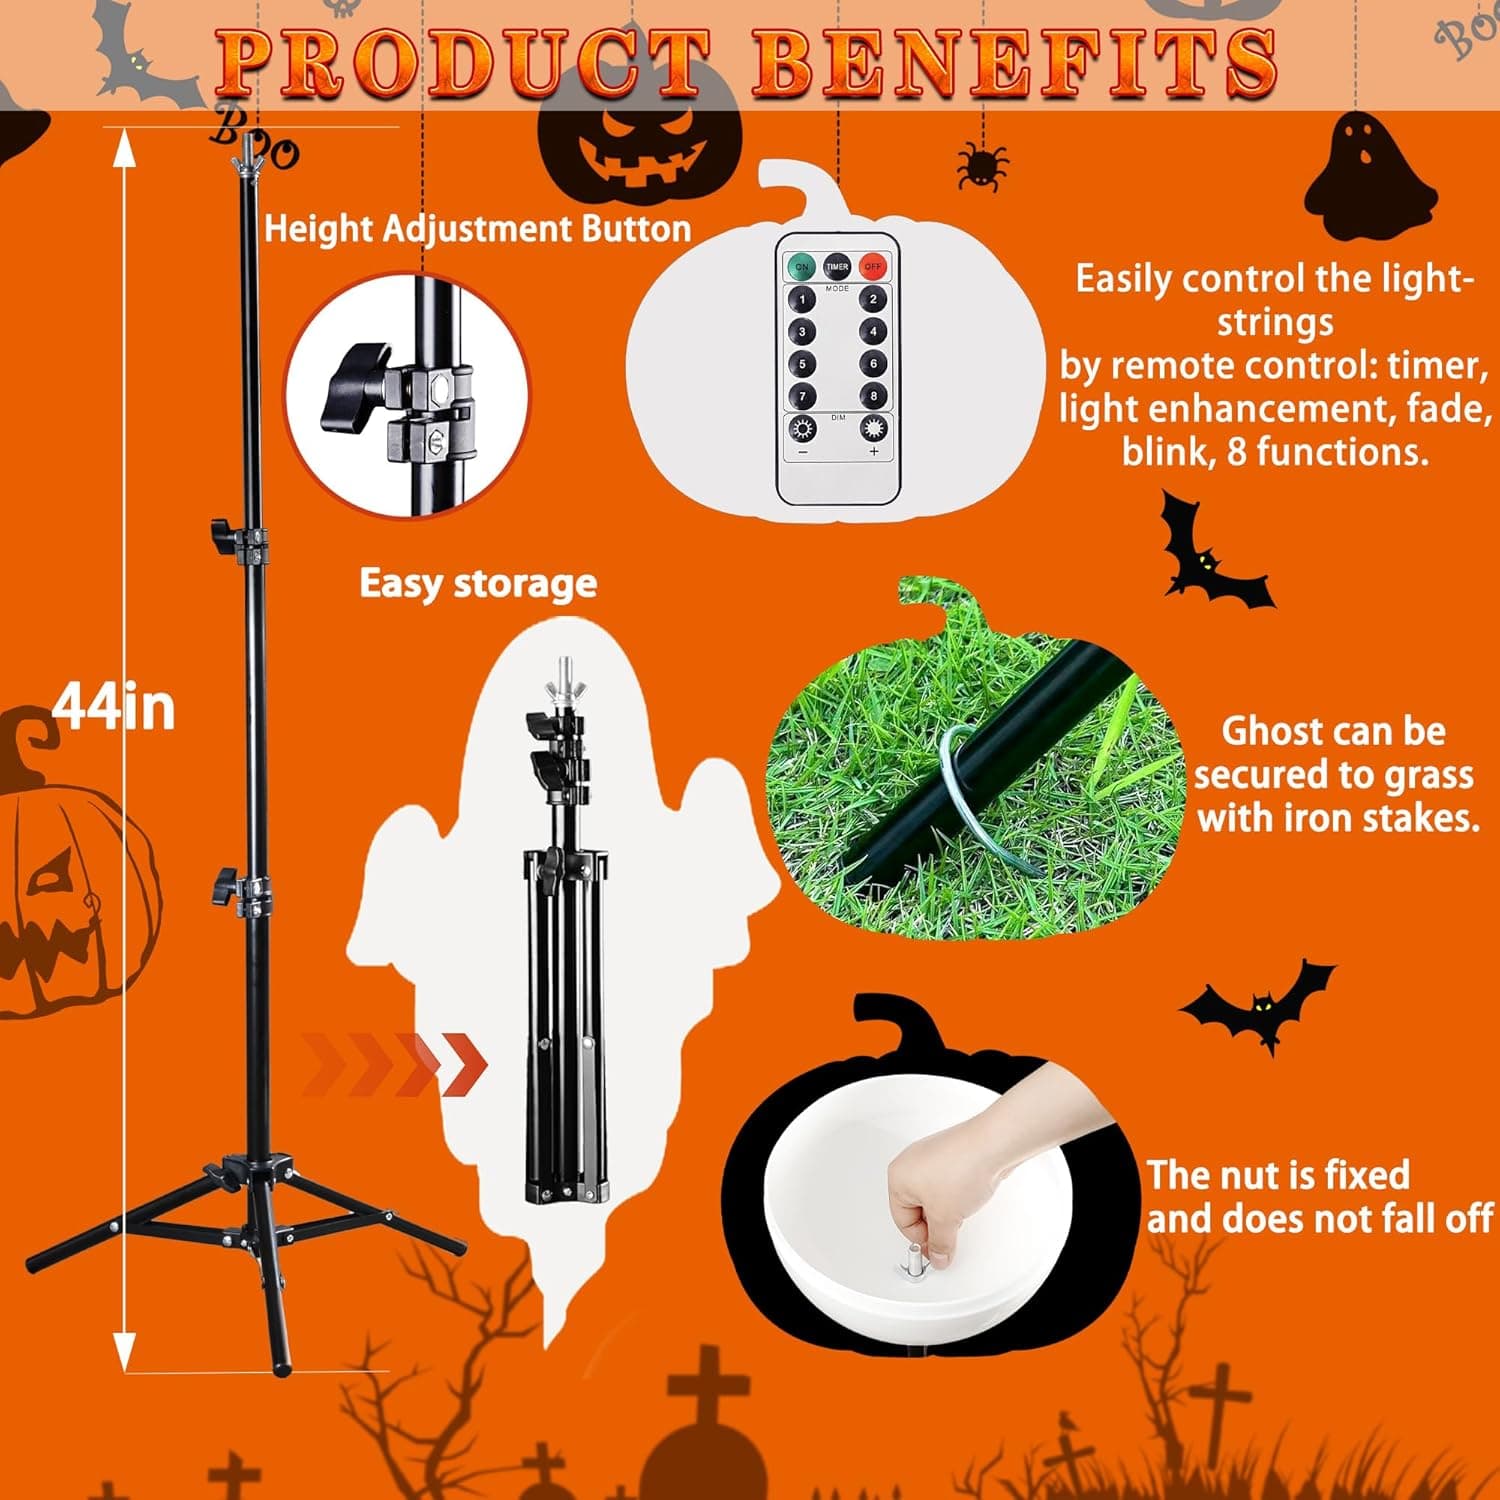 PRODUCT BENEFITS
Boo
Boo
Height Adjustment Button
ON TIMER OFF
MODE
1 2
3 4
5 6
7 8
DIM
− +
Easily control the light-
strings
by remote control: timer,
light enhancement, fade,
blink, 8 functions.
Easy storage
44in
Ghost can be
secured to grass
with iron stakes.
The nut is fixed
and does not fall off